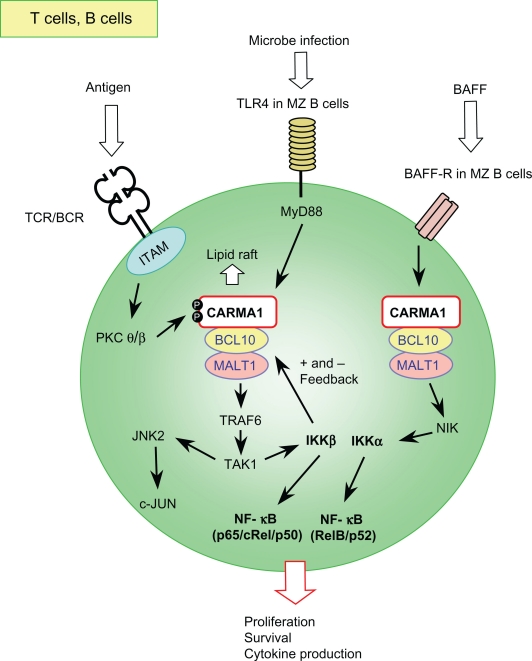 T cells, B cells
Microbe infection
Antigen
BAFF
TLR4 in MZ B cells
BAFF-R in MZ B cells
TCR/BCR
MyD88
ITAM
Lipid raft
P
P
CARMA1
CARMA1
PKC θ/β
BCL10
BCL10
MALT1
MALT1
+ and –
Feedback
TRAF6
NIK
JNK2
IKKβ
IKKα
TAK1
c-JUN
NF- κB
(p65/cRel/p50)
NF- κB
(RelB/p52)
Proliferation
Survival
Cytokine production